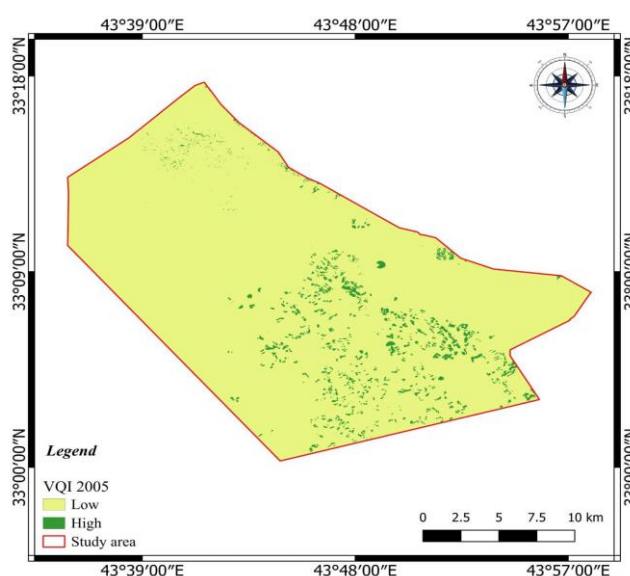 43°39′00″E 43°48′00″E 43°57′00″E
33°18′00″N 33°18′00″N
33°09′00″N 33°09′00″N
33°00′00″N 33°00′00″N
Legend
VQI 2005
Low
High
Study area
0 2.5 5 7.5 10 km
43°39′00″E 43°48′00″E 43°57′00″E